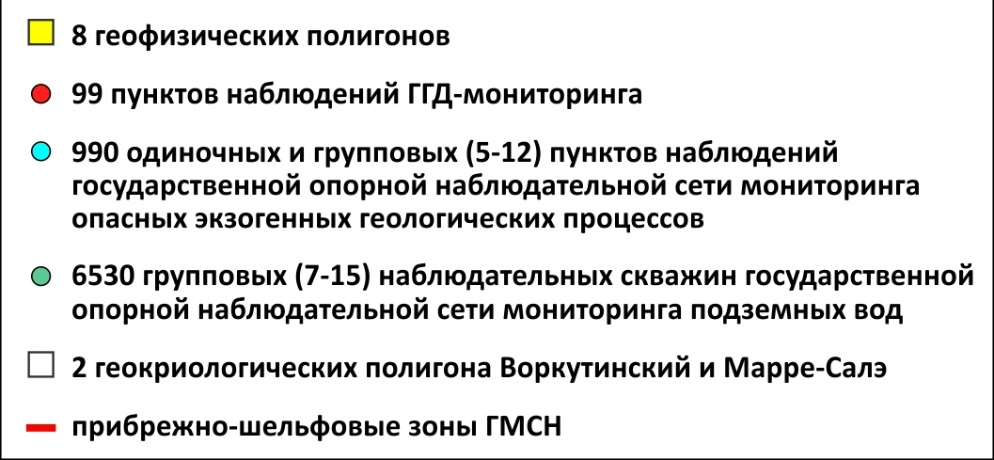 8 геофизических полигонов
99 пунктов наблюдений ГГД-мониторинга
990 одиночных и групповых (5-12) пунктов наблюдений
государственной опорной наблюдательной сети мониторинга
опасных экзогенных геологических процессов
6530 групповых (7-15) наблюдательных скважин государственной
опорной наблюдательной сети мониторинга подземных вод
2 геокриологических полигона Воркутинский и Марре-Салэ
прибрежно-шельфовые зоны ГМСН